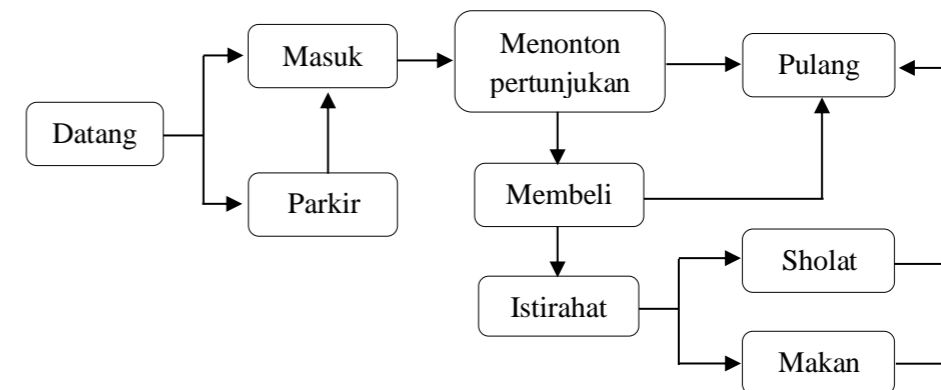 Datang
Masuk
Parkir
Menonton
pertunjukan
Membeli
Istirahat
Pulang
Sholat
Makan